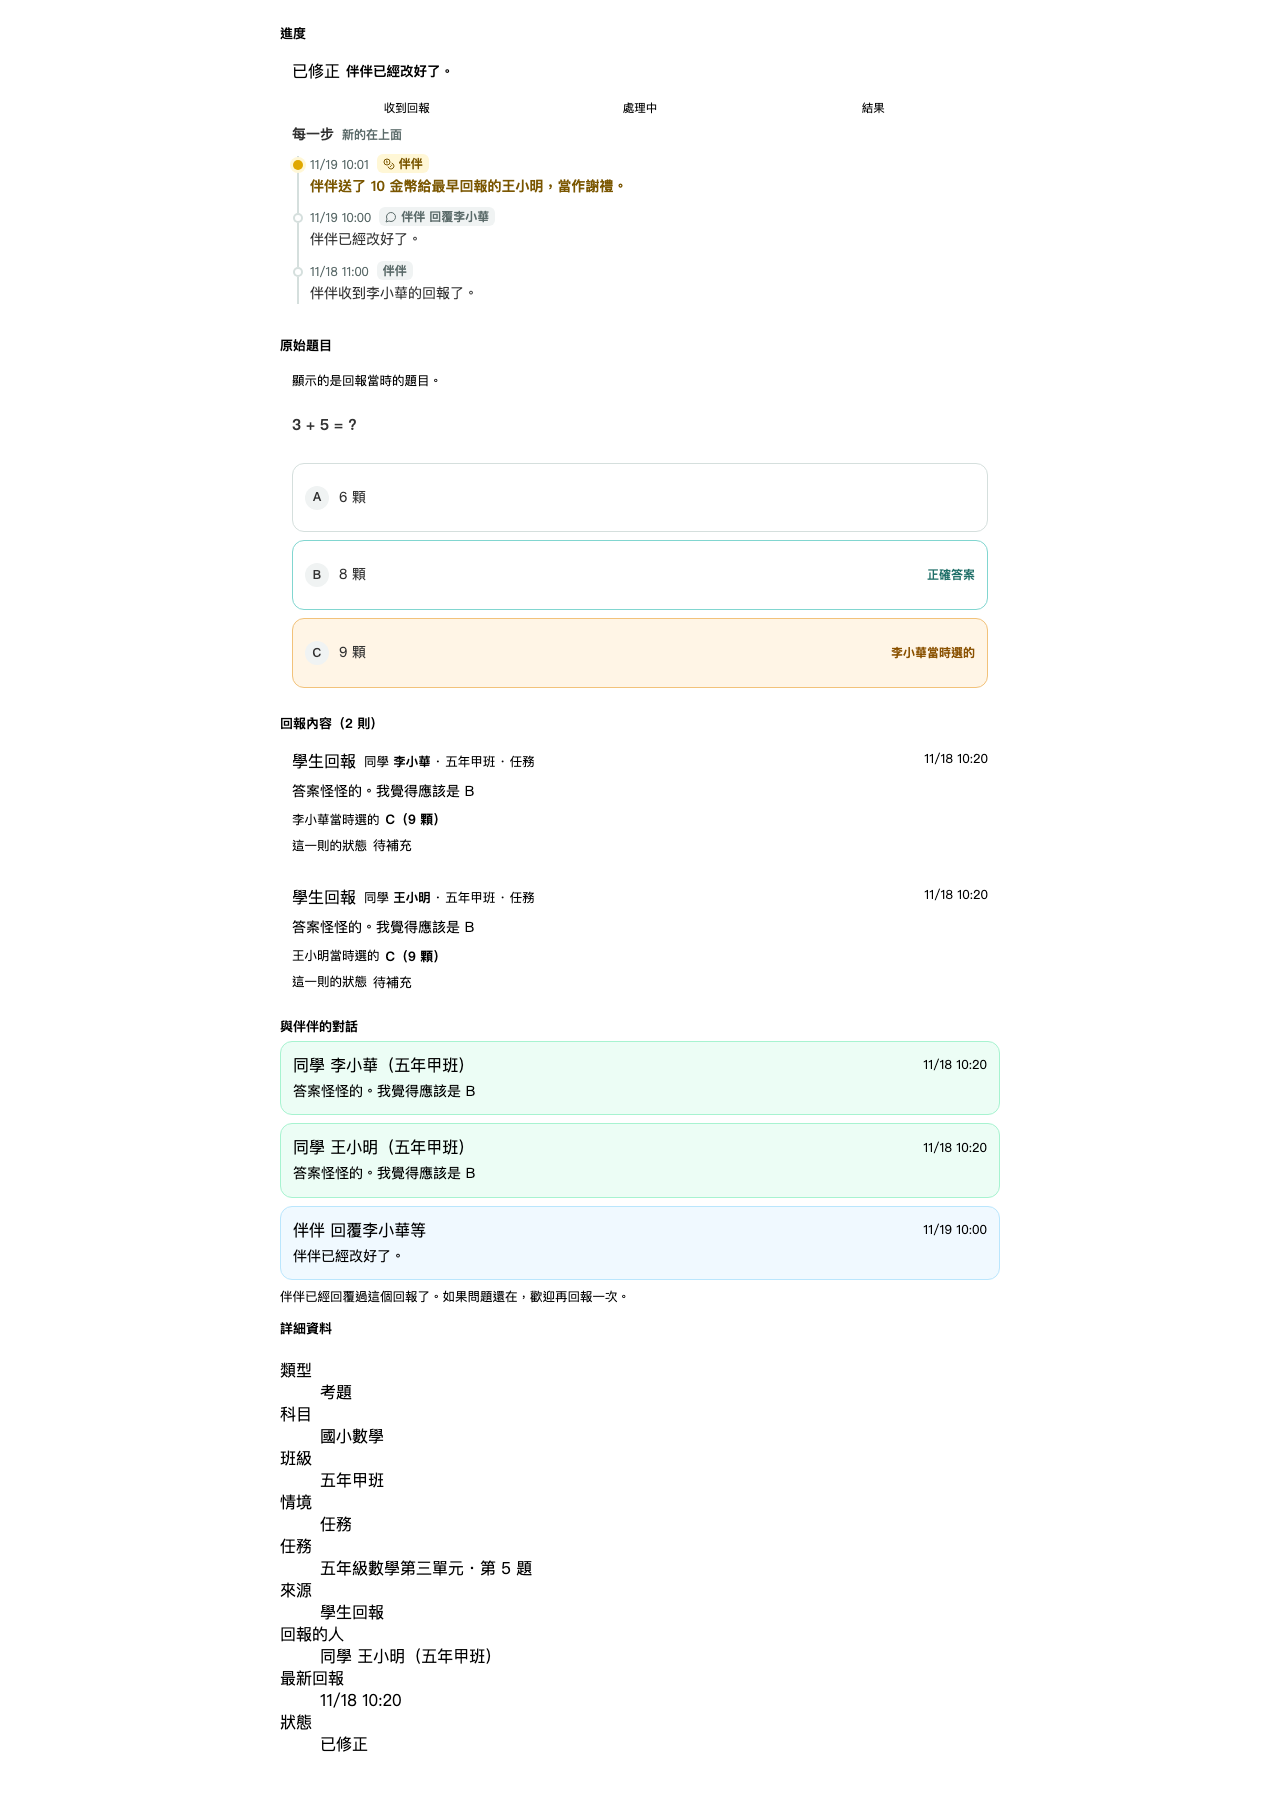 進度
已修正 伴伴已經改好了。
收到回報 處理中 結果
每一步 新的在上面
11/19 10:01 伴伴
伴伴送了 10 金幣給最早回報的王小明，當作謝禮。
11/19 10:00 伴伴 回覆李小華
伴伴已經改好了。
11/18 11:00 伴伴
伴伴收到李小華的回報了。
原始題目
顯示的是回報當時的題目。
3 + 5 = ?
A 6 顆
B 8 顆 正確答案
C 9 顆 李小華當時選的
回報內容（2 則）
學生回報 同學 李小華 · 五年甲班 · 任務 11/18 10:20
答案怪怪的。我覺得應該是 B
李小華當時選的 C（9 顆）
這一則的狀態 待補充
學生回報 同學 王小明 · 五年甲班 · 任務 11/18 10:20
答案怪怪的。我覺得應該是 B
王小明當時選的 C（9 顆）
這一則的狀態 待補充
與伴伴的對話
同學 李小華（五年甲班） 11/18 10:20
答案怪怪的。我覺得應該是 B
同學 王小明（五年甲班） 11/18 10:20
答案怪怪的。我覺得應該是 B
伴伴 回覆李小華等 11/19 10:00
伴伴已經改好了。
伴伴已經回覆過這個回報了。如果問題還在，歡迎再回報一次。
詳細資料
類型
考題
科目
國小數學
班級
五年甲班
情境
任務
任務
五年級數學第三單元 · 第 5 題
來源
學生回報
回報的人
同學 王小明（五年甲班）
最新回報
11/18 10:20
狀態
已修正